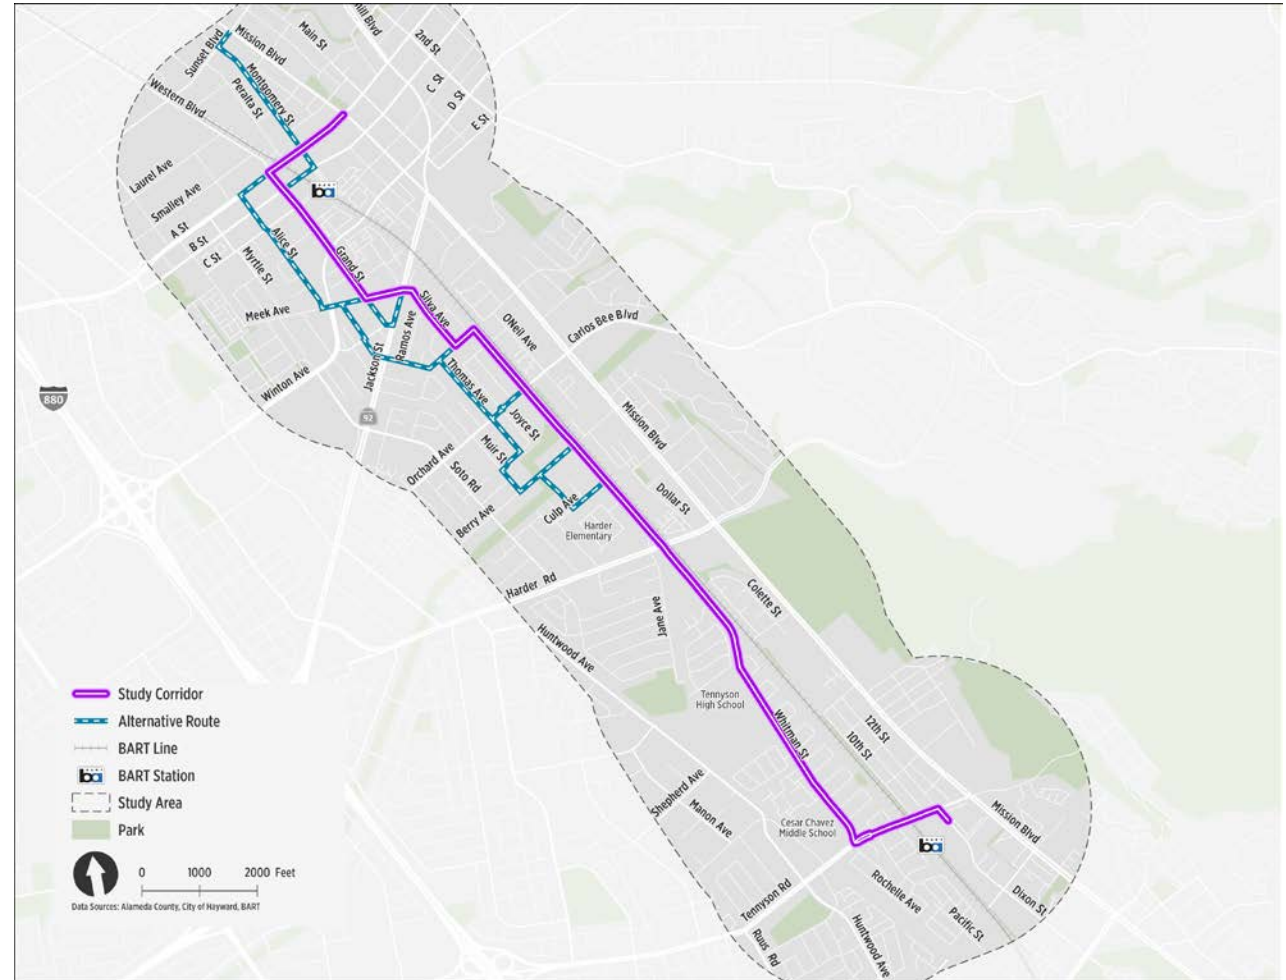 Sunset Blvd
Mission Blvd
Main St
2nd St
C St
D St
E St
Western Blvd
Montgomery St
Peralta St
Laurel Ave
Smalley Ave
A St
B St
C St
Alice St
Myrtle St
Grand St
Meek Ave
Silva Ave
ONeil Ave
Carlos Bee Blvd
Ramos Ave
Jackson St
Winton Ave
880
92
Thomas Ave
Joyce St
Mission Blvd
Orchard Ave
Muir St
Soto Rd
Berry Ave
Culp Ave
Dollar St
Harder
Elementary
Harder Rd
Colette St
Jane Ave
Huntwood Ave
Tennyson
High School
Whitman St
12th St
10th St
Shepherd Ave
Manon Ave
Cesar Chavez
Middle School
Mission Blvd
Tennyson Rd
Rochelle Ave
Dixon St
Pacific St
Huntwood Ave
Ruus Rd
Study Corridor
Alternative Route
BART Line
ba BART Station
Study Area
Park
0 1000 2000 Feet
Data Sources: Alameda County, City of Hayward, BART